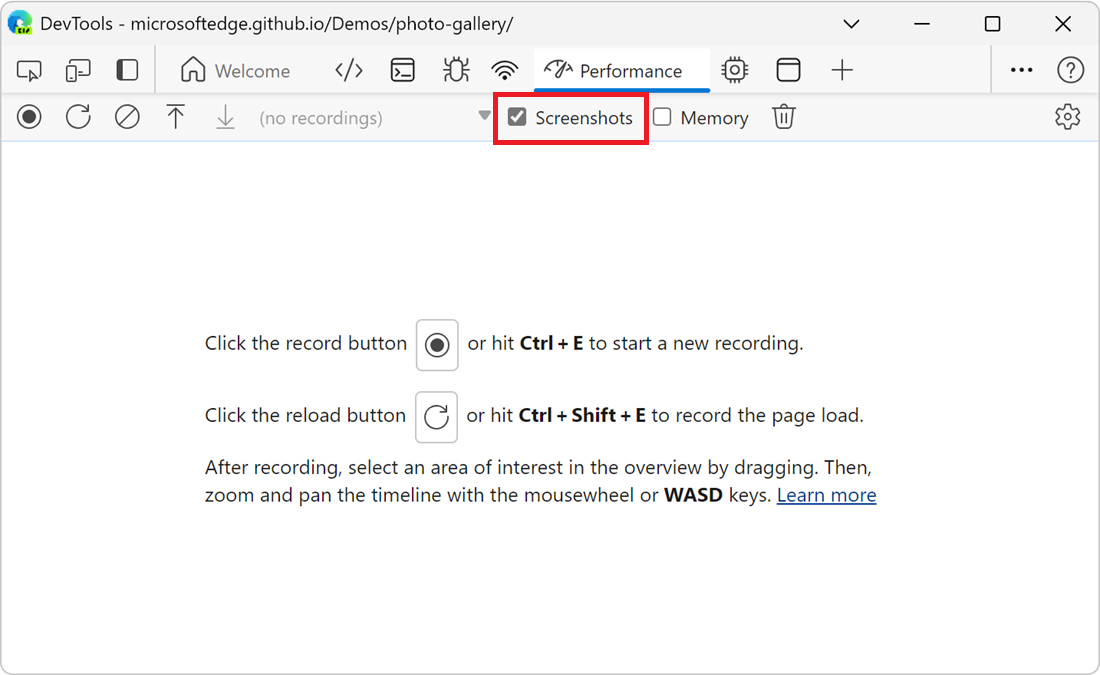 DevTools - microsoftedge.github.io/Demos/photo-gallery/
Welcome
Performance
(no recordings)
Screenshots
Memory
Click the record button or hit Ctrl + E to start a new recording.
Click the reload button or hit Ctrl + Shift + E to record the page load.
After recording, select an area of interest in the overview by dragging. Then,
zoom and pan the timeline with the mousewheel or WASD keys. Learn more